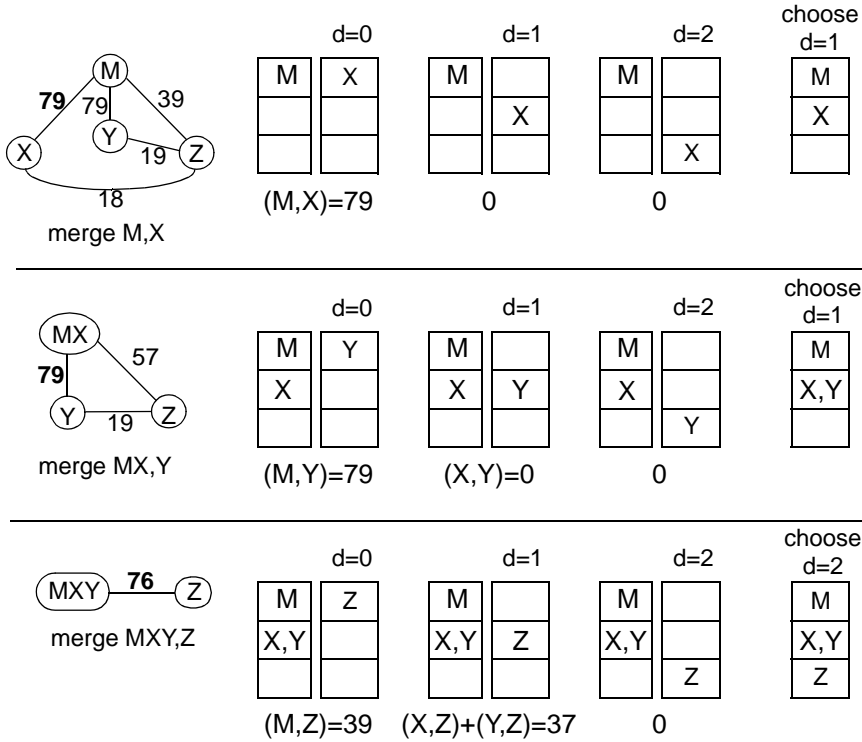 choose
d=0 d=1 d=2 d=1
M X M M M
M
79 79 39
X X
X Y Z
19
X
18
(M,X)=79 0 0
merge M,X
choose
d=0 d=1 d=2 d=1
MX
M Y M M M
57
79
X X Y X X,Y
Y 19 Z
Y
merge MX,Y
(M,Y)=79 (X,Y)=0 0
choose
d=0 d=1 d=2 d=2
MXY 76 Z
M Z M M M
merge MXY,Z
X,Y X,Y Z X,Y X,Y
Z Z
(M,Z)=39 (X,Z)+(Y,Z)=37 0